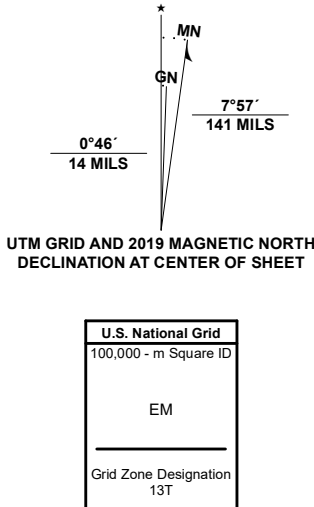 ★
MN
GN
7°57´
141 MILS
0°46´
14 MILS
UTM GRID AND 2019 MAGNETIC NORTH
DECLINATION AT CENTER OF SHEET
U.S. National Grid
100,000 - m Square ID
EM
Grid Zone Designation
13T